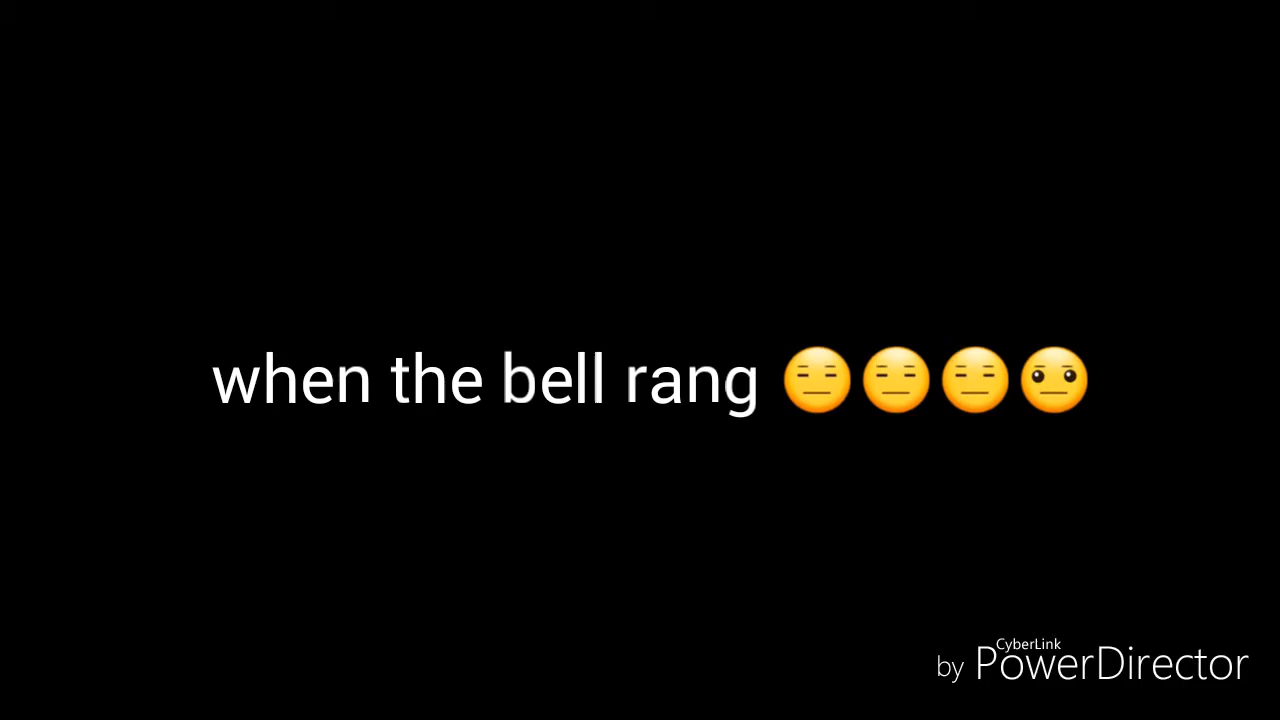 when the bell rang 😑😑😑😐
CyberLink
by PowerDirector